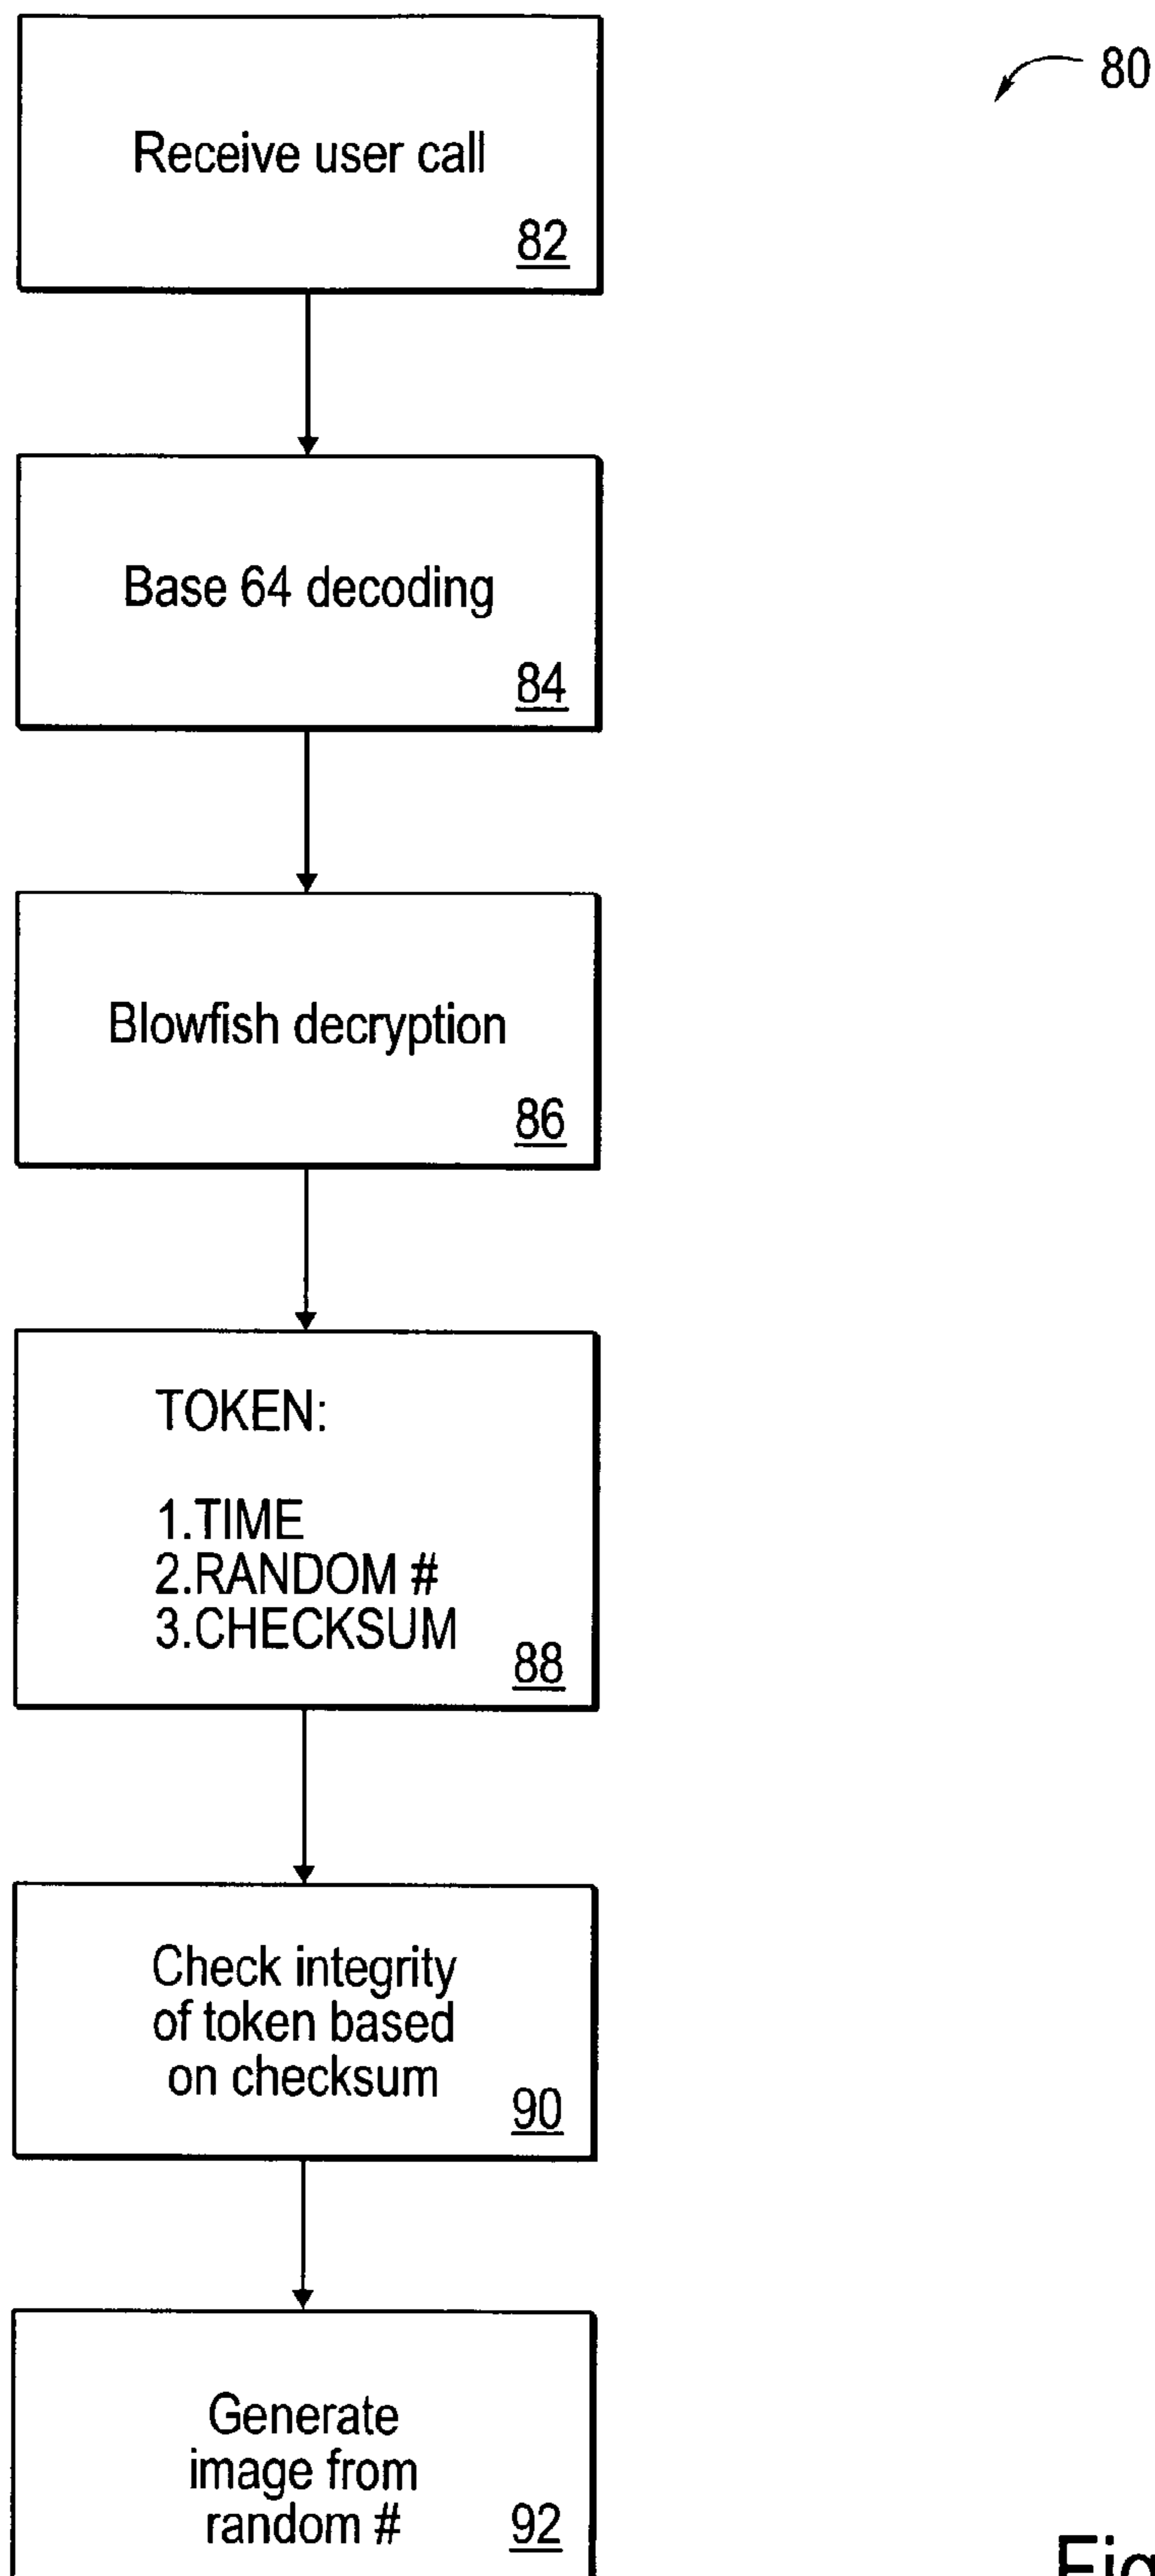 80
Receive user call
82
Base 64 decoding
84
Blowfish decryption
86
TOKEN:
1.TIME
2.RANDOM #
3.CHECKSUM
88
Check integrity
of token based
on checksum
90
Generate
image from
random #
92
Fig